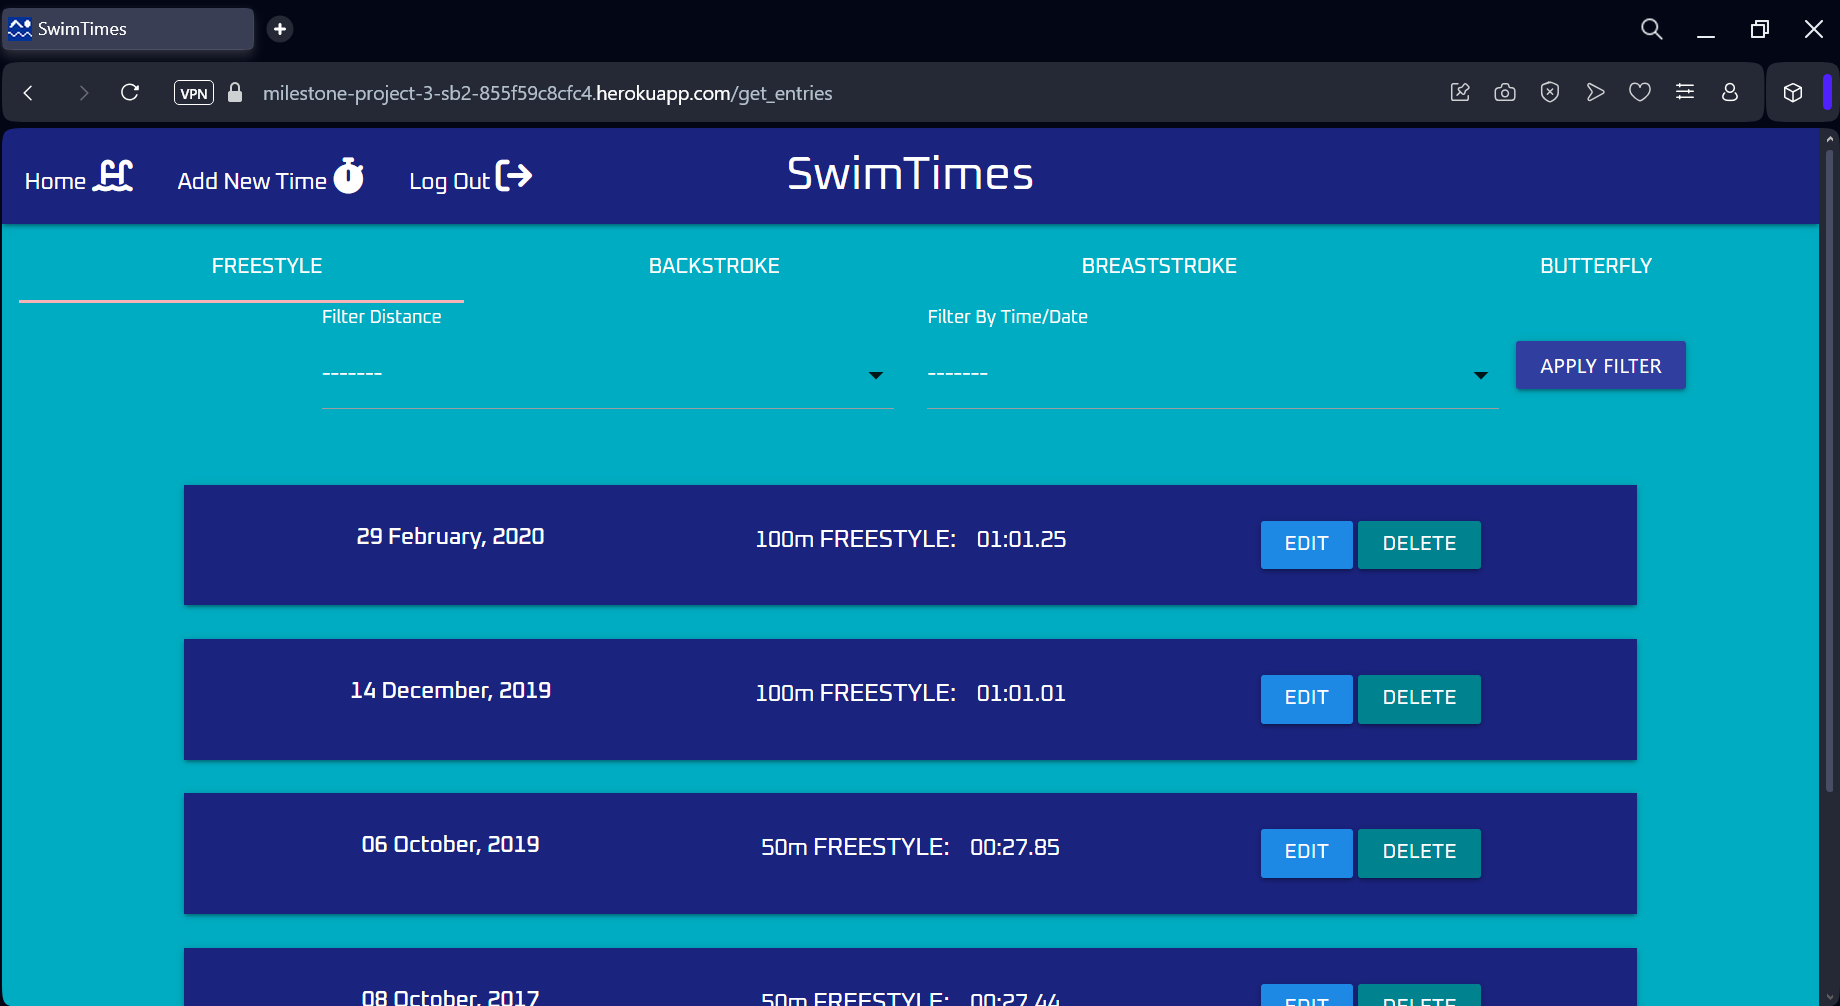 SwimTimes
VPN
milestone-project-3-sb2-855f59c8cfc4.herokuapp.com/get_entries
Home
Add New Time
Log Out
SwimTimes
FREESTYLE
BACKSTROKE
BREASTSTROKE
BUTTERFLY
Filter Distance
Filter By Time/Date
-------
-------
APPLY FILTER
29 February, 2020
100m FREESTYLE: 01:01.25
EDIT
DELETE
14 December, 2019
100m FREESTYLE: 01:01.01
EDIT
DELETE
06 October, 2019
50m FREESTYLE: 00:27.85
EDIT
DELETE
08 October, 2017
50m FREESTYLE: 00:27.44
EDIT
DELETE